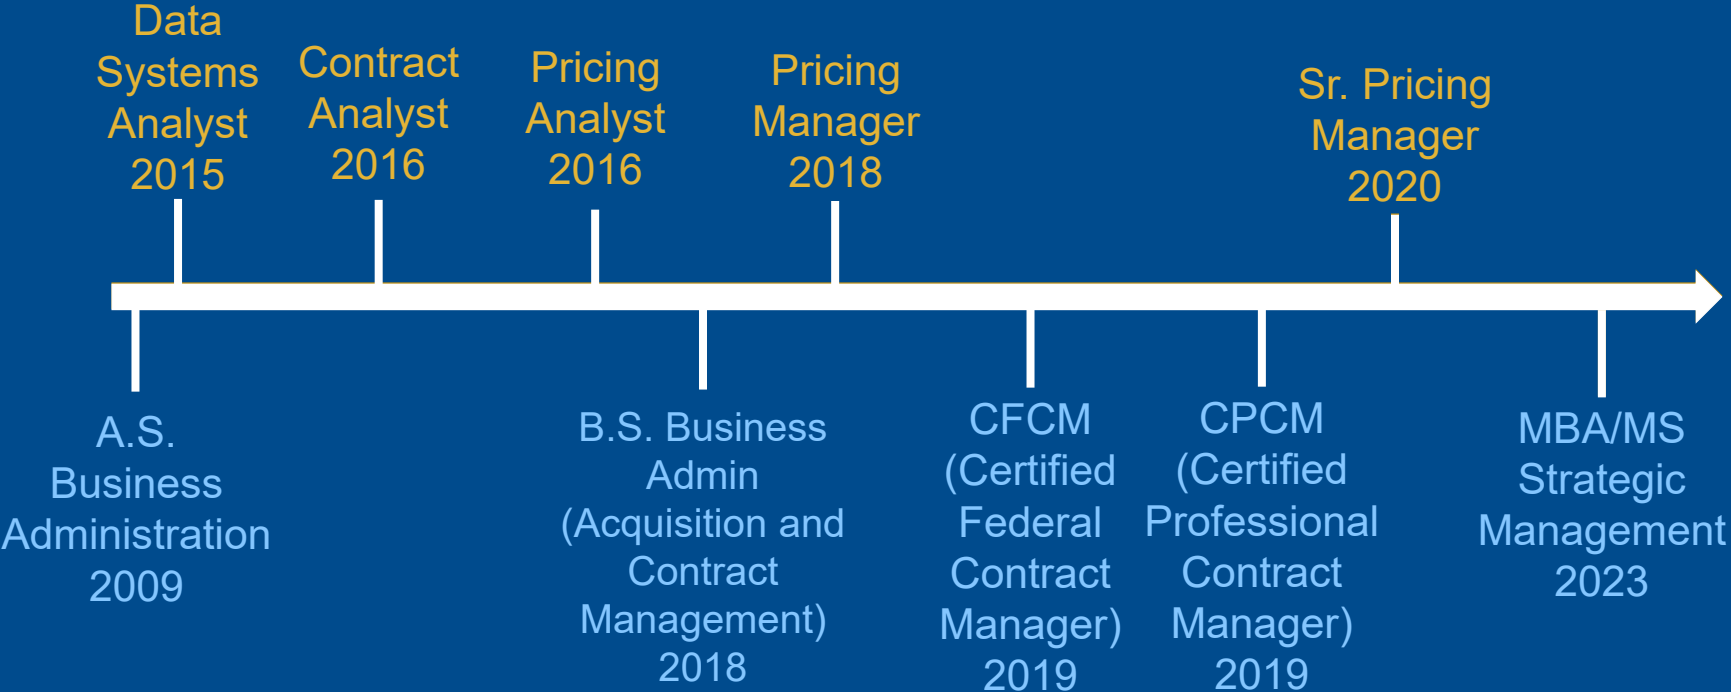 Data
Systems
Analyst
2015
Contract
Analyst
2016
Pricing
Analyst
2016
Pricing
Manager
2018
Sr. Pricing
Manager
2020
A.S.
Business
Administration
2009
B.S. Business
Admin
(Acquisition and
Contract
Management)
2018
CFCM
(Certified
Federal
Contract
Manager)
2019
CPCM
(Certified
Professional
Contract
Manager)
2019
MBA/MS
Strategic
Management
2023